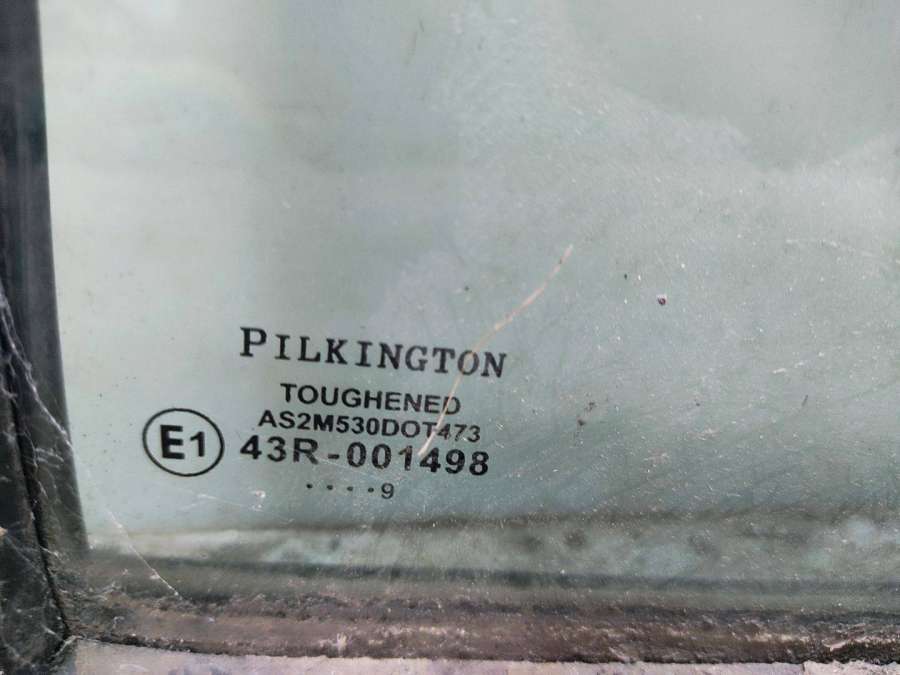 PILKINGTON
TOUGHENED
AS2M530DOT473
E1 43R-001498
....9